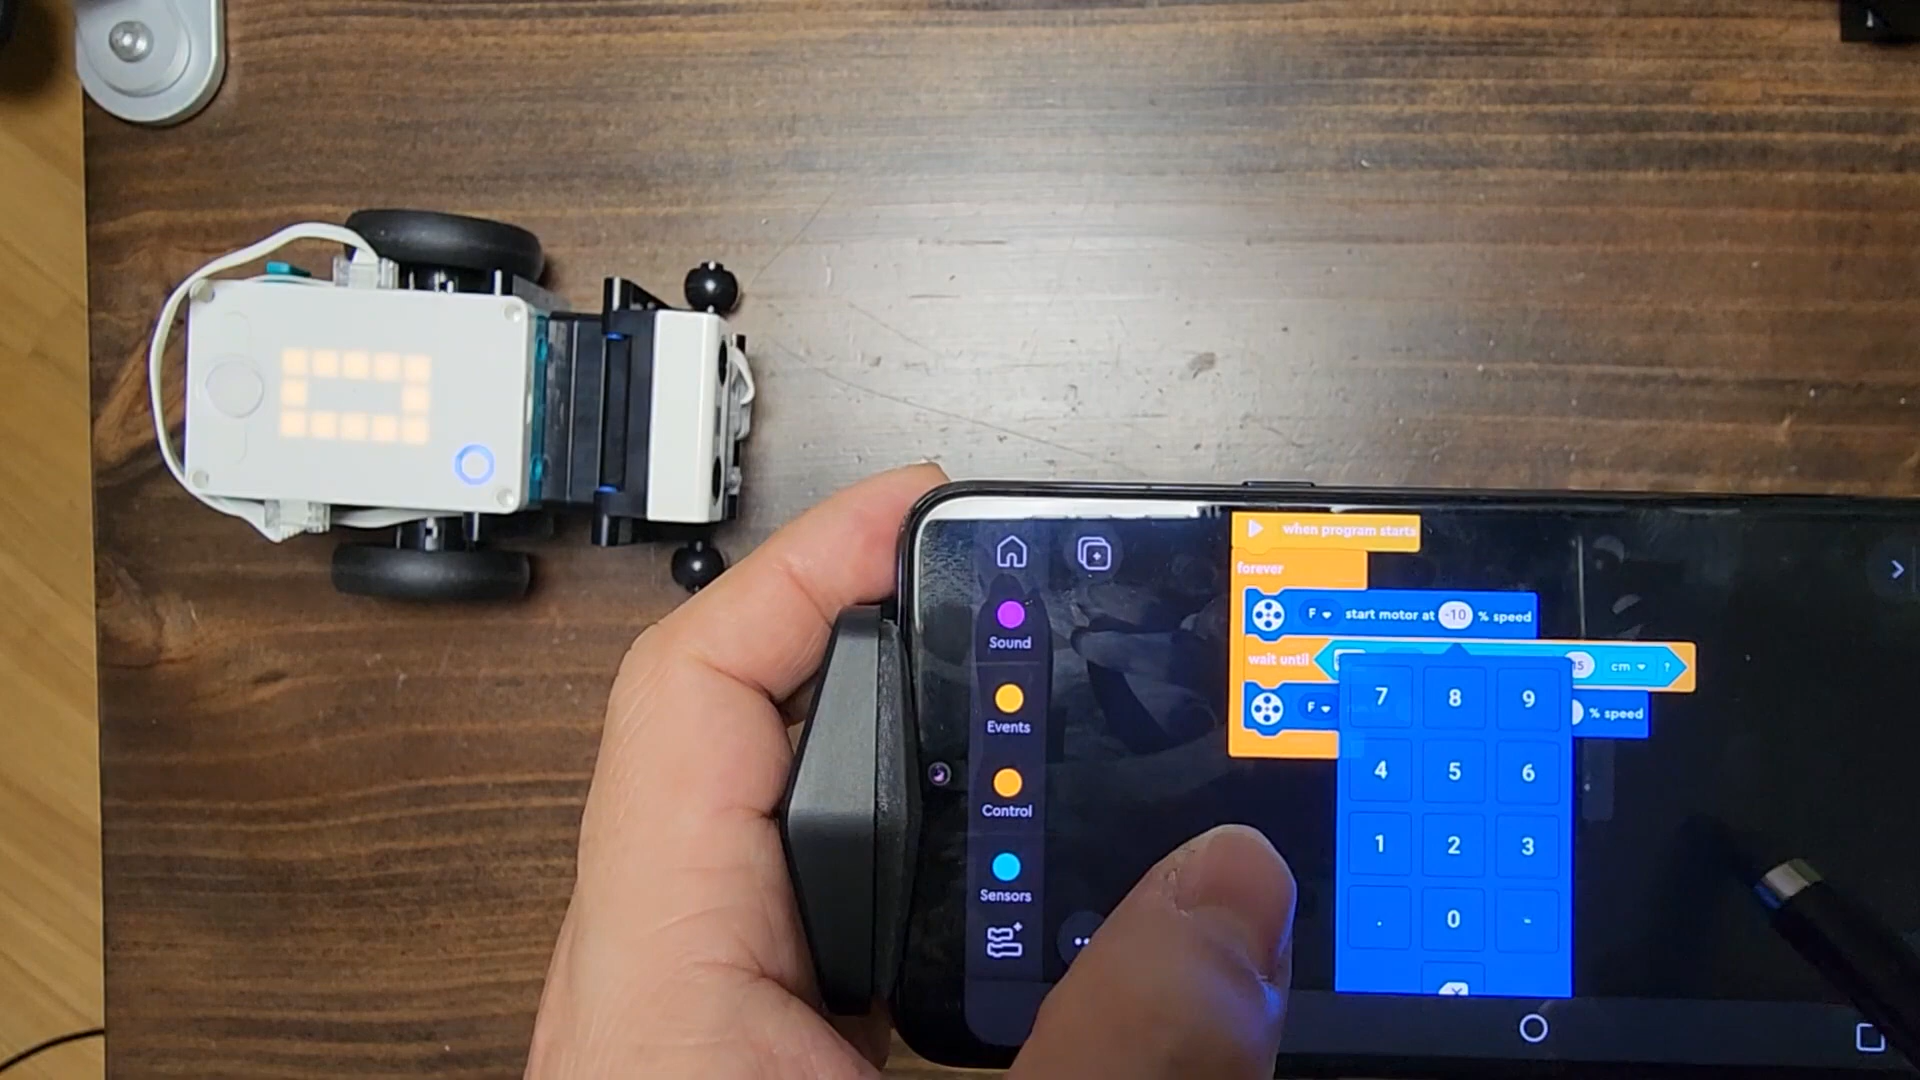 when program starts
forever
F start motor at -10 % speed
wait until 15 cm ?
F % speed
Sound
Events
Control
Sensors
7 8 9
4 5 6
1 2 3
. 0 -